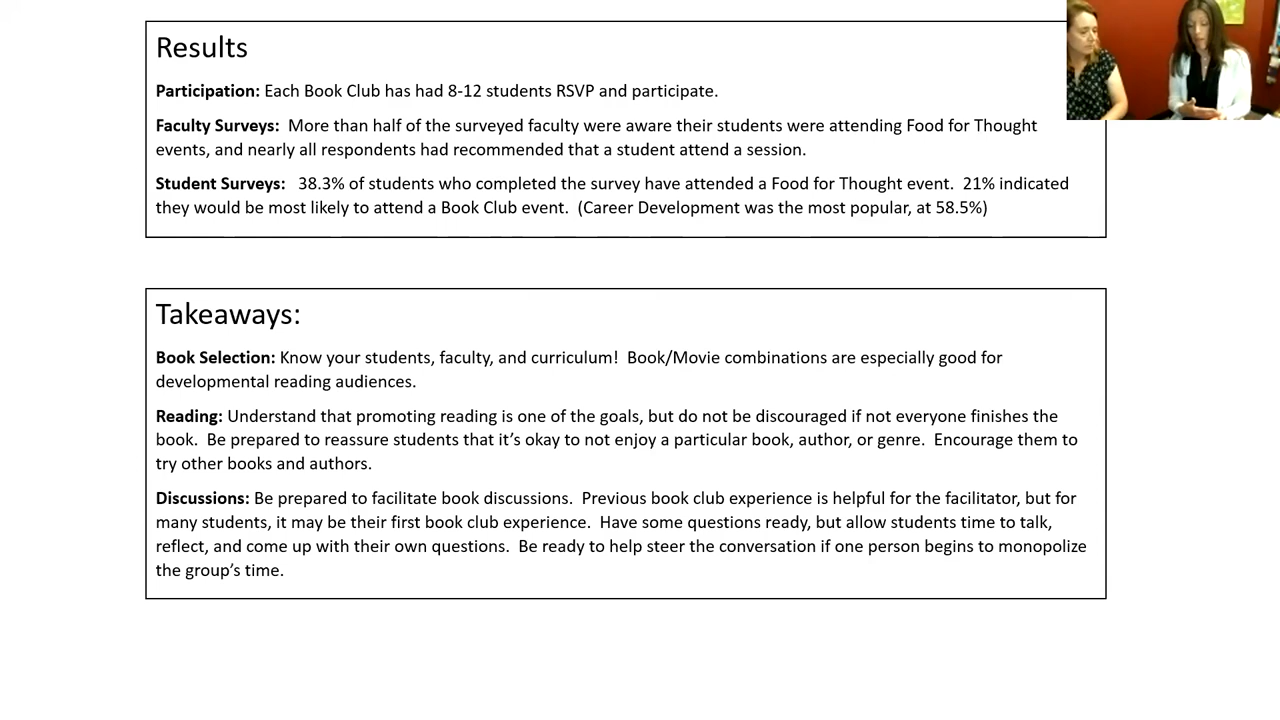 Results
Participation: Each Book Club has had 8-12 students RSVP and participate.
Faculty Surveys:  More than half of the surveyed faculty were aware their students were attending Food for Thought
events, and nearly all respondents had recommended that a student attend a session.
Student Surveys:   38.3% of students who completed the survey have attended a Food for Thought event.  21% indicated
they would be most likely to attend a Book Club event.  (Career Development was the most popular, at 58.5%)
Takeaways:
Book Selection: Know your students, faculty, and curriculum!  Book/Movie combinations are especially good for
developmental reading audiences.
Reading: Understand that promoting reading is one of the goals, but do not be discouraged if not everyone finishes the
book.  Be prepared to reassure students that it’s okay to not enjoy a particular book, author, or genre.  Encourage them to
try other books and authors.
Discussions: Be prepared to facilitate book discussions.  Previous book club experience is helpful for the facilitator, but for
many students, it may be their first book club experience.  Have some questions ready, but allow students time to talk,
reflect, and come up with their own questions.  Be ready to help steer the conversation if one person begins to monopolize
the group’s time.